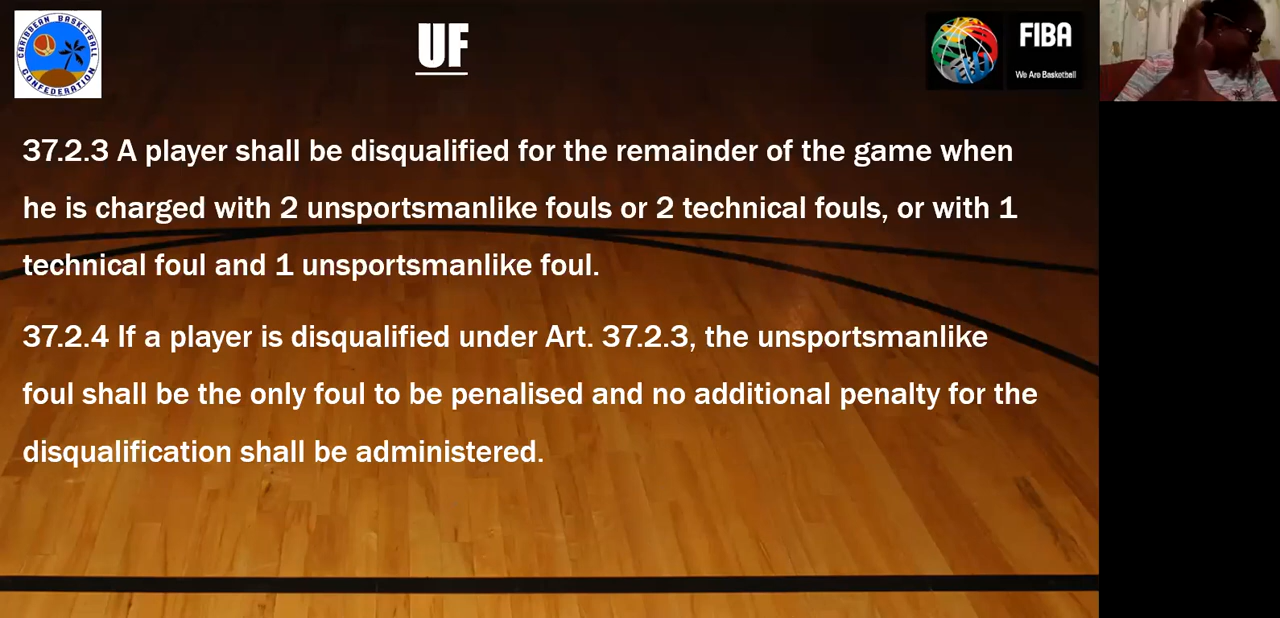 CARIBBEAN BASKETBALL
CONFEDERATION
UF
FIBA
We Are Basketball
37.2.3 A player shall be disqualified for the remainder of the game when
he is charged with 2 unsportsmanlike fouls or 2 technical fouls, or with 1
technical foul and 1 unsportsmanlike foul.
37.2.4 If a player is disqualified under Art. 37.2.3, the unsportsmanlike
foul shall be the only foul to be penalised and no additional penalty for the
disqualification shall be administered.